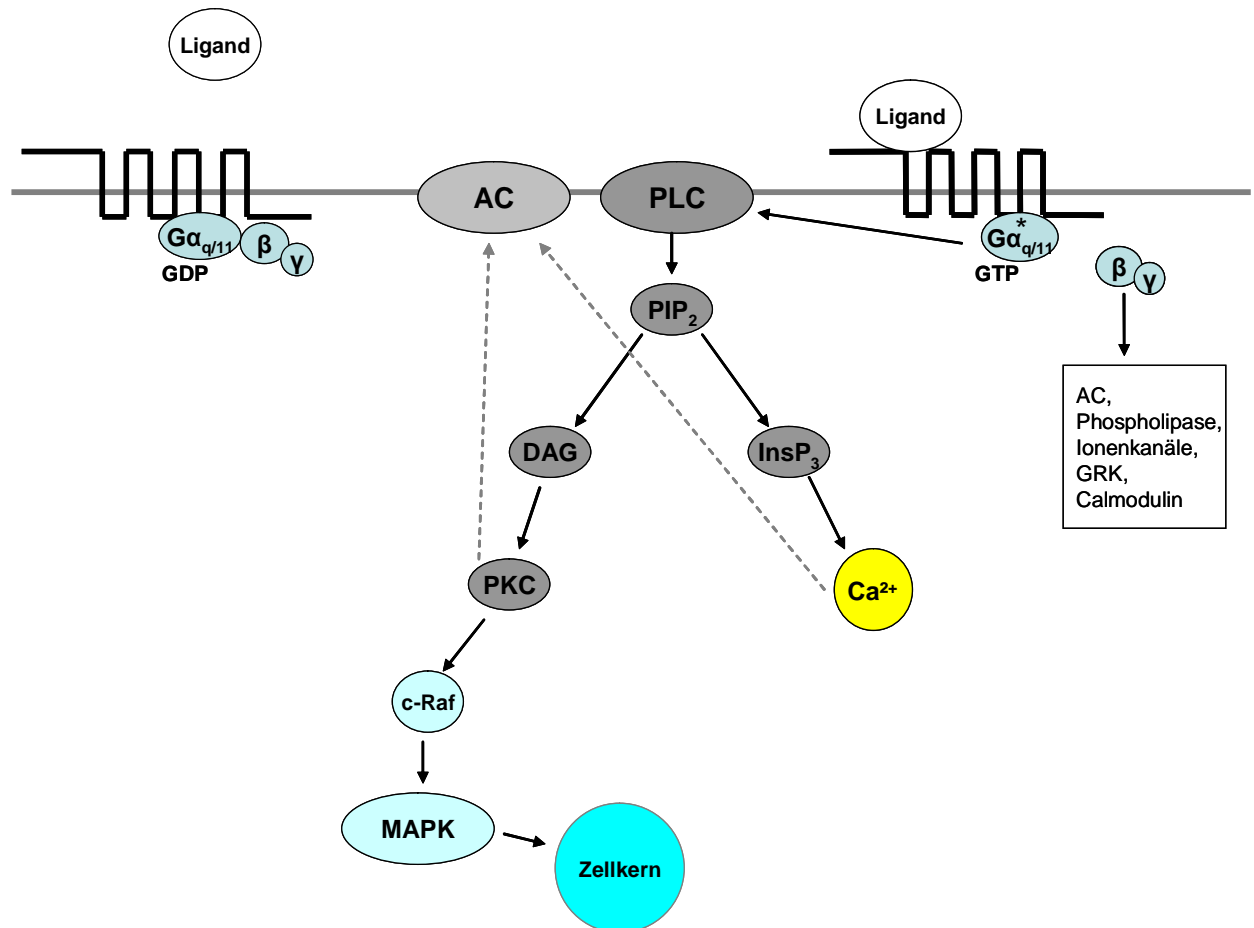 Ligand
Ligand
AC
PLC
Gαq/11
β
γ
GDP
*
Gαq/11
GTP
β
γ
PIP2
AC,
Phospholipase,
Ionenkanäle,
GRK,
Calmodulin
DAG
InsP3
PKC
Ca²⁺
c-Raf
MAPK
Zellkern